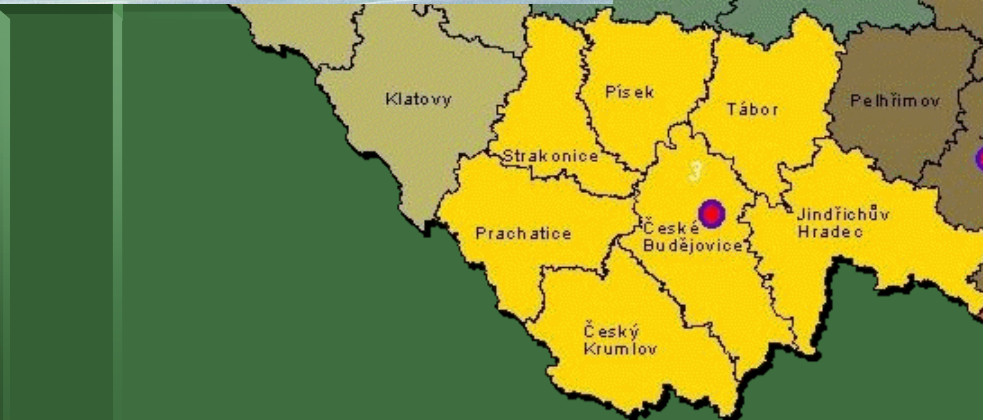 Klatovy
Písek
Tábor
Pelhřimov
Strakonice
3
Prachatice
České
Budějovice
Jindřichův
Hradec
Český
Krumlov